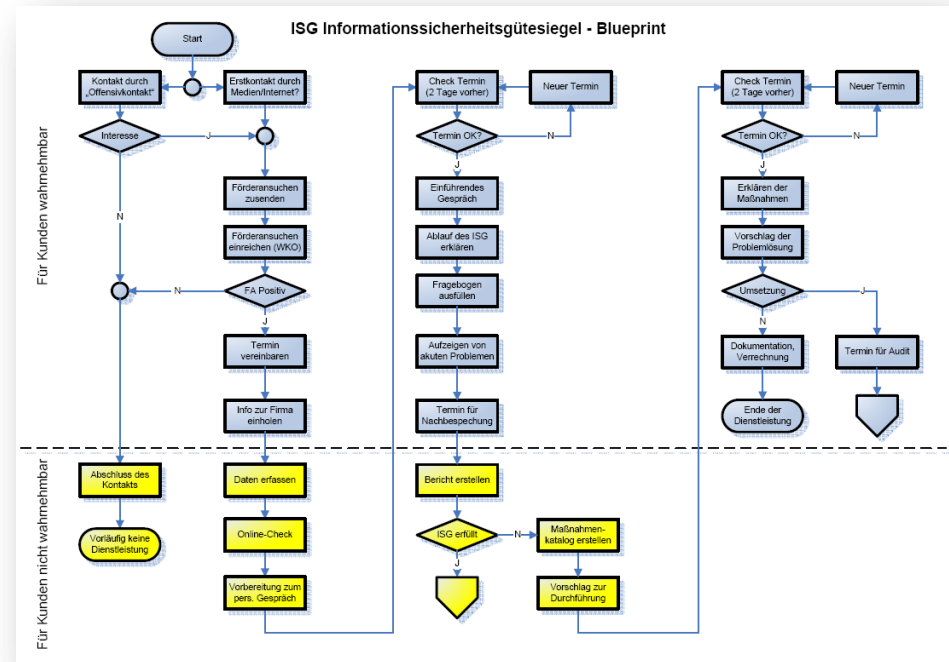 ISG Informationssicherheitsgütesiegel - Blueprint
Für Kunden wahrnehmbar
Start
Kontakt durch
„Offensivkontakt“
Erstkontakt durch
Medien/Internet?
Interesse
J
N
Förderansuchen
zusenden
Förderansuchen
einreichen (WKO)
FA Positiv
N
J
Termin
vereinbaren
Info zur Firma
einholen
Check Termin
(2 Tage vorher)
Neuer Termin
Termin OK?
N
J
Einführendes
Gespräch
Ablauf des ISG
erklären
Fragebogen
ausfüllen
Aufzeigen von
akuten Problemen
Termin für
Nachbespechung
Check Termin
(2 Tage vorher)
Neuer Termin
Termin OK?
N
J
Erklären der
Maßnahmen
Vorschlag der
Problemlösung
Umsetzung
J
N
Dokumentation,
Verrechnung
Termin für Audit
Ende der
Dienstleistung
Für Kunden nicht wahrnehmbar
Abschluss des
Kontakts
Vorläufig keine
Dienstleistung
Daten erfassen
Online-Check
Vorbereitung zum
pers. Gespräch
Bericht erstellen
ISG erfüllt
N
J
Maßnahmen-
katalog erstellen
Vorschlag zur
Durchführung